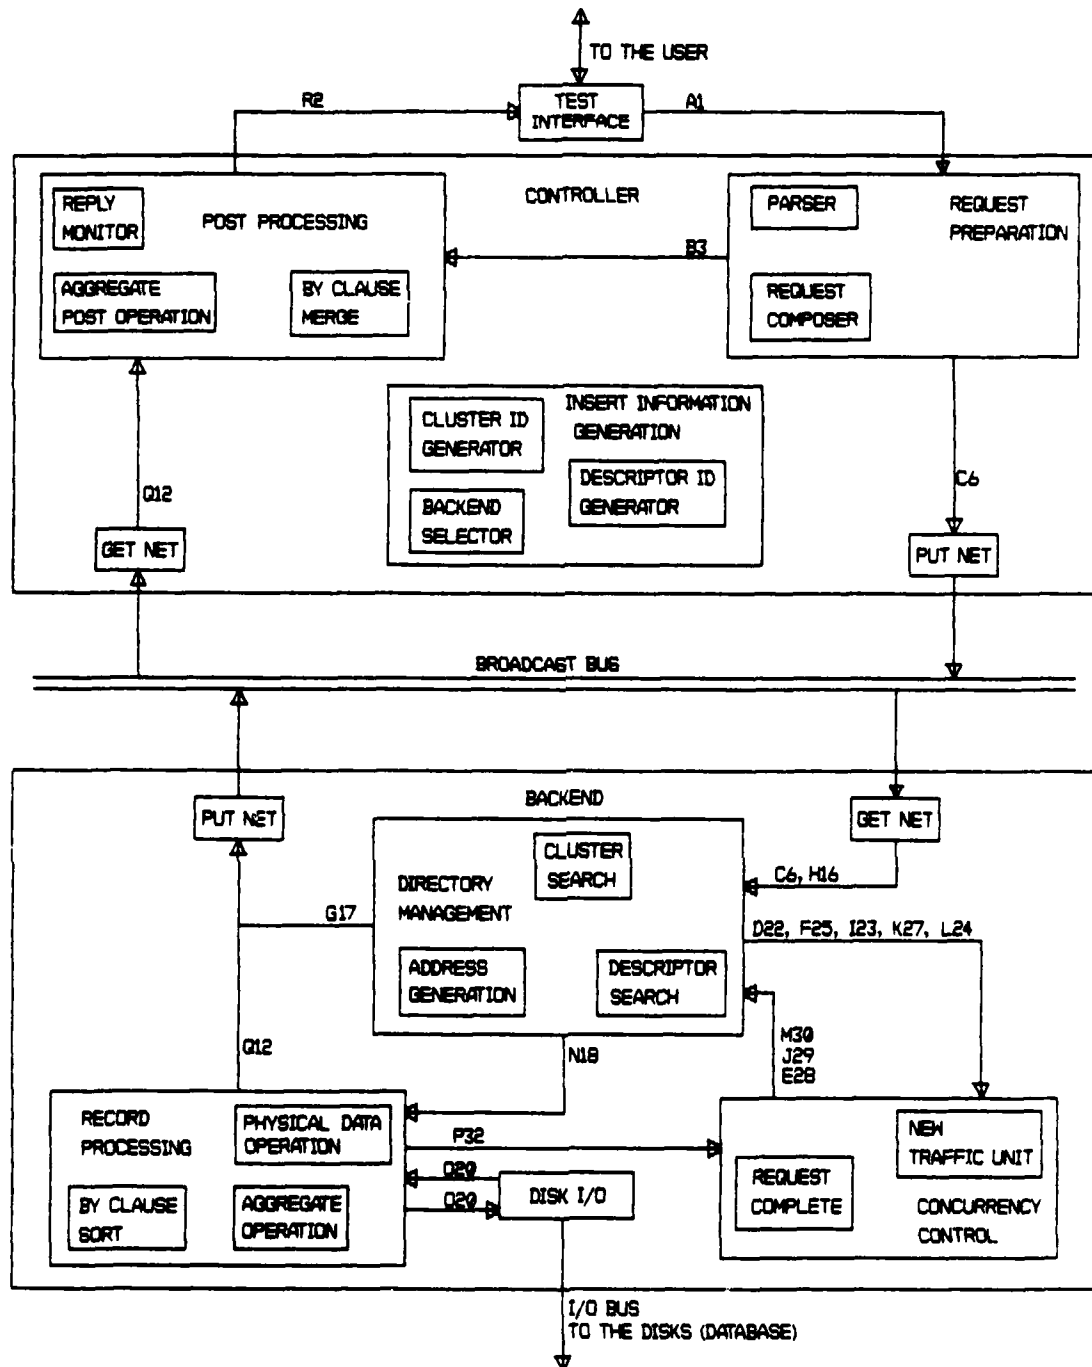 TO THE USER
R2
TEST
INTERFACE
A1
CONTROLLER
REPLY
MONITOR
POST PROCESSING
AGGREGATE
POST OPERATION
BY CLAUSE
MERGE
B3
PARSER
REQUEST
PREPARATION
REQUEST
COMPOSER
CLUSTER ID
GENERATOR
INSERT INFORMATION
GENERATION
BACKEND
SELECTOR
DESCRIPTOR ID
GENERATOR
Q12
GET NET
C6
PUT NET
BROADCAST BUS
BACKEND
PUT NET
GET NET
CLUSTER
SEARCH
DIRECTORY
MANAGEMENT
ADDRESS
GENERATION
DESCRIPTOR
SEARCH
C6, H16
G17
D22, F25, I23, K27, L24
M30
J29
E28
Q12
N18
RECORD
PROCESSING
PHYSICAL DATA
OPERATION
BY CLAUSE
SORT
AGGREGATE
OPERATION
P32
O20
O20
DISK I/O
NEW
TRAFFIC UNIT
REQUEST
COMPLETE
CONCURRENCY
CONTROL
I/O BUS
TO THE DISKS (DATABASE)